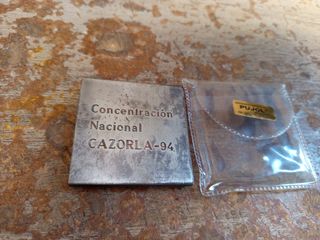 Concentración
Nacional
CAZORLA-94
PUJOL